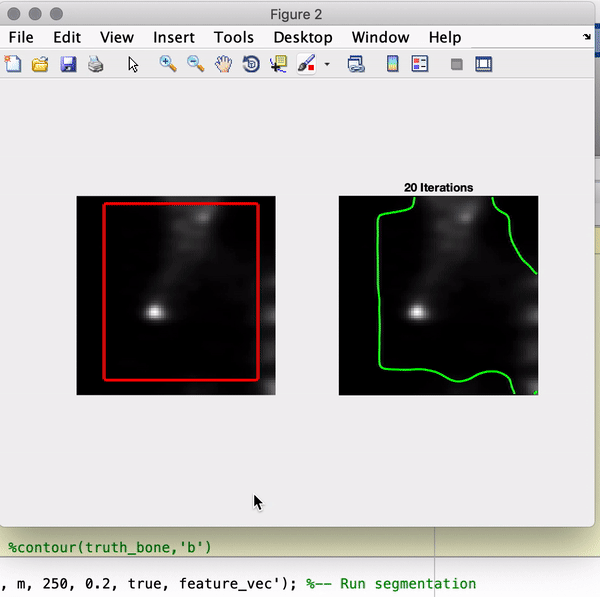 Figure 2
File Edit View Insert Tools Desktop Window Help
20 Iterations
%contour(truth_bone,'b')
, m, 250, 0.2, true, feature_vec'); %-- Run segmentation